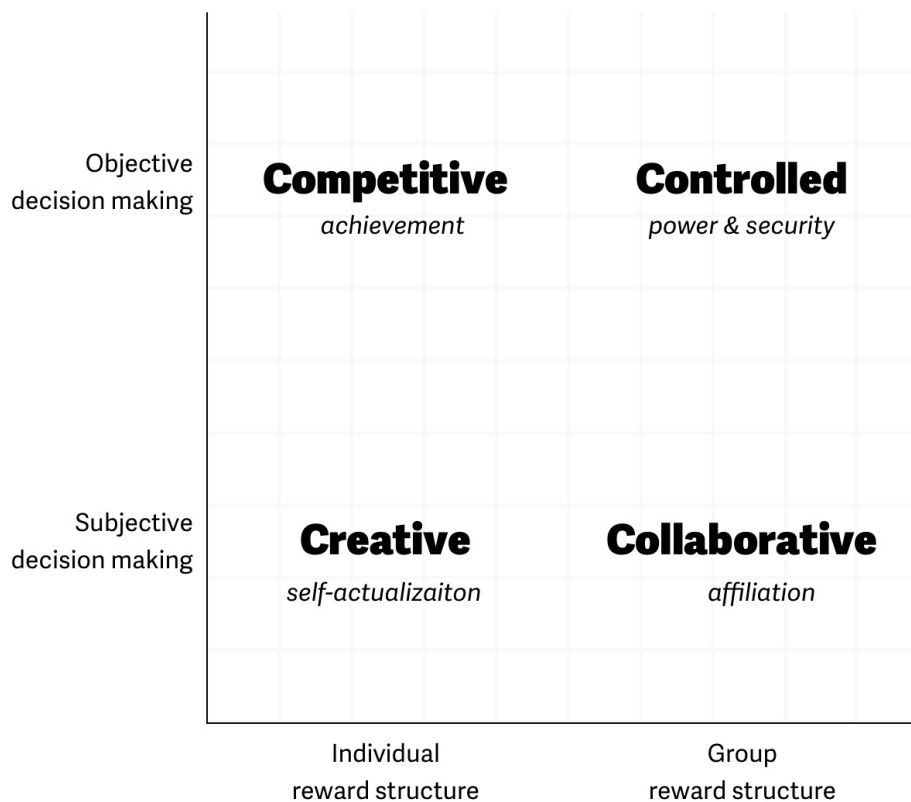 Objective
decision making
Competitive
achievement
Controlled
power & security
Subjective
decision making
Creative
self-actualizaiton
Collaborative
affiliation
Individual
reward structure
Group
reward structure